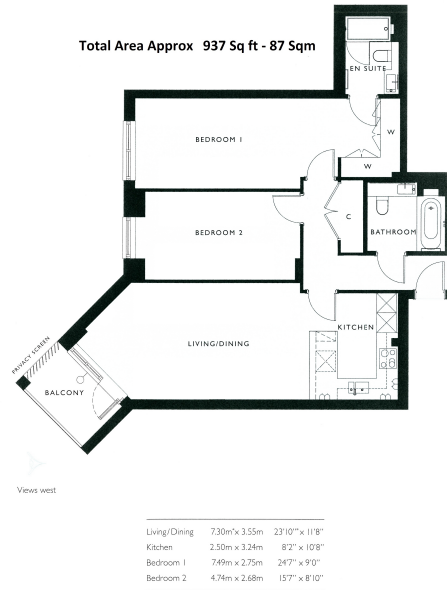 Total Area Approx 937 Sq ft - 87 Sqm
EN SUITE
BEDROOM 1
W
W
BEDROOM 2
C
BATHROOM
KITCHEN
LIVING/DINING
PRIVACY SCREEN
BALCONY
Views west
Living/Dining 7.30m"x 3.55m 23'10"" x 11'8"
Kitchen 2.50m x 3.24m 8'2" x 10'8"
Bedroom 1 7.49m x 2.75m 24'7" x 9'0"
Bedroom 2 4.74m x 2.68m 15'7" x 8'10"